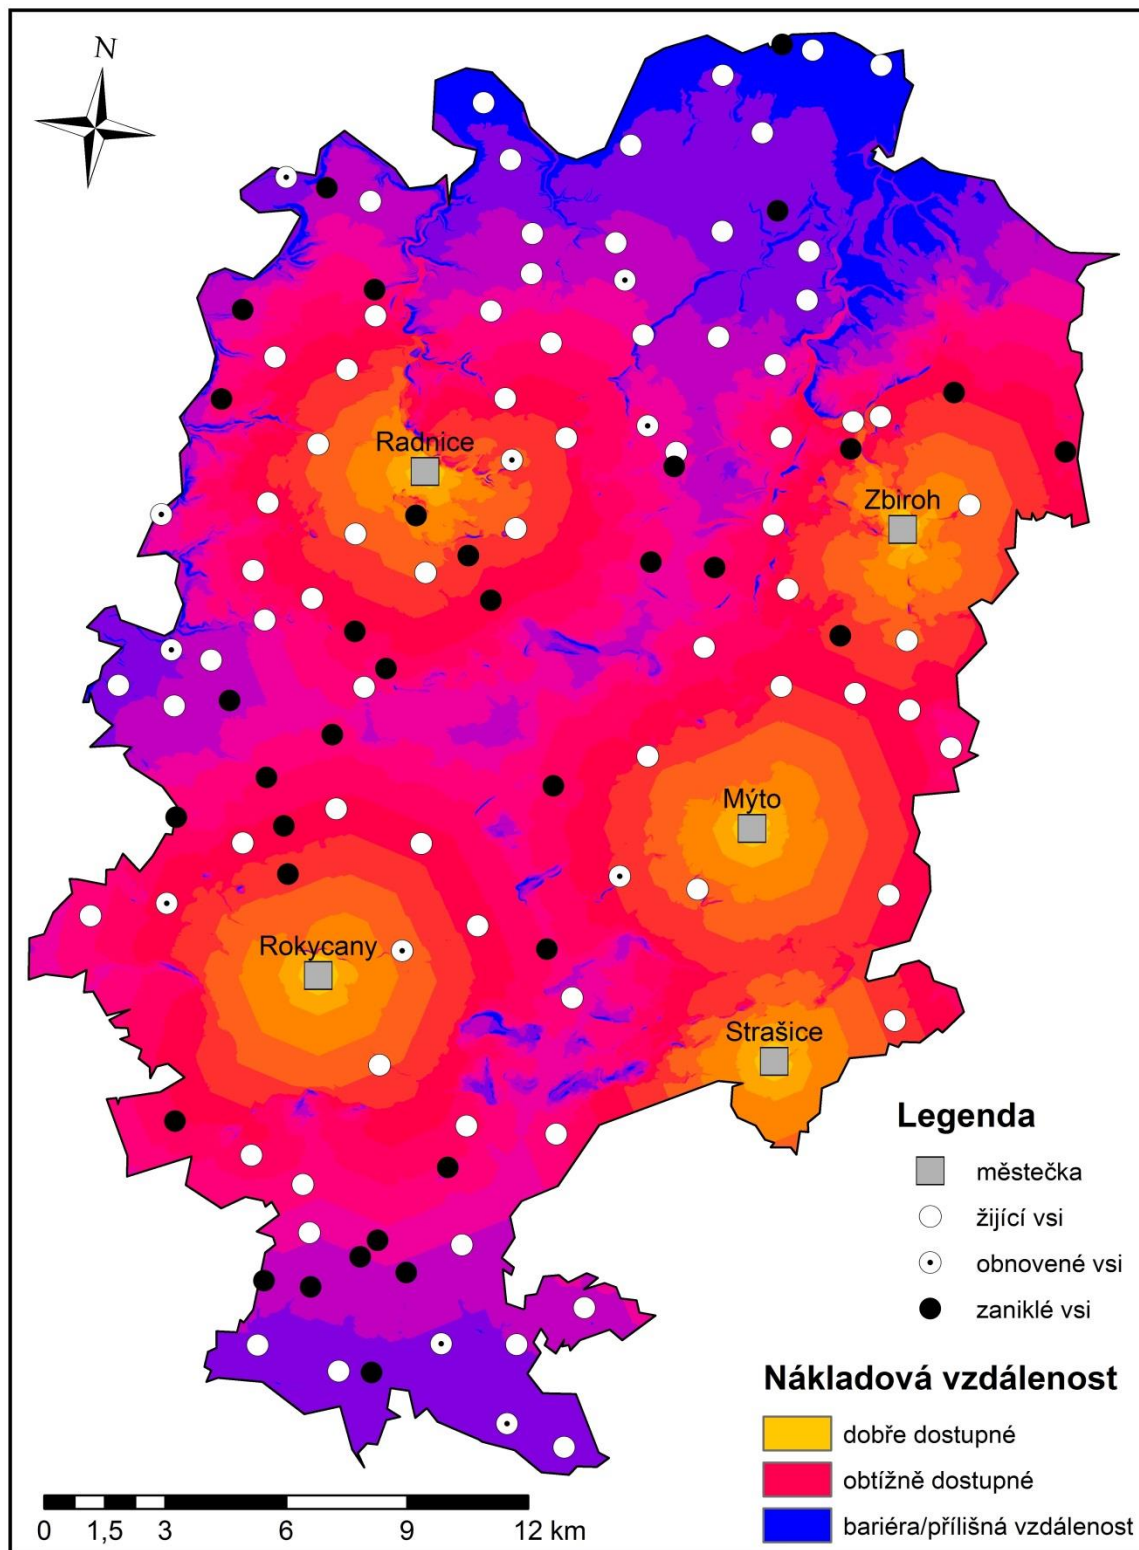 N
Radnice
Zbiroh
Mýto
Rokycany
Strašice
Legenda
městečka
žijící vsi
obnovené vsi
zaniklé vsi
Nákladová vzdálenost
dobře dostupné
obtížně dostupné
bariéra/přílišná vzdálenost
0 1,5 3 6 9 12 km